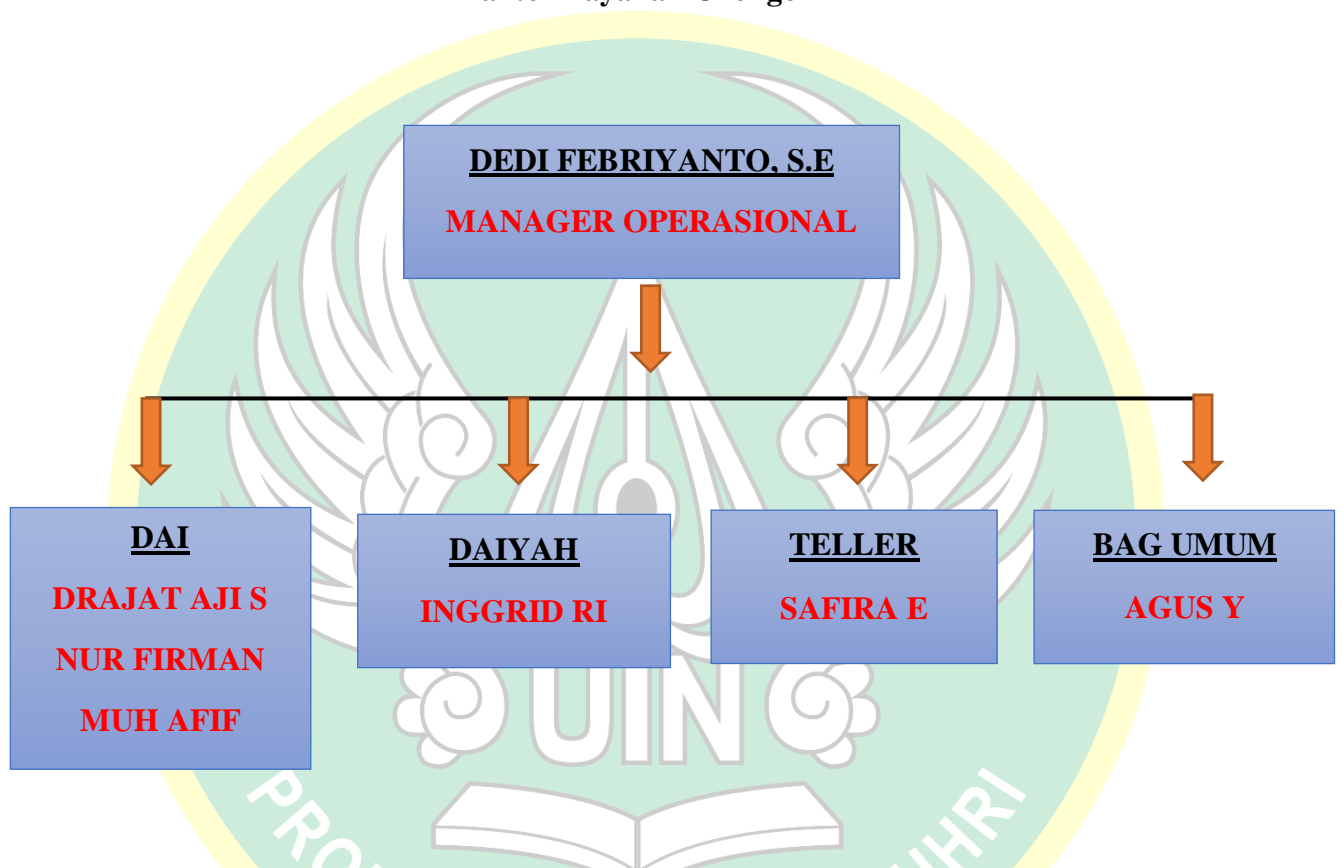 DEDI FEBRIYANTO, S.E
MANAGER OPERASIONAL
DAI
DRAJAT AJI S
NUR FIRMAN
MUH AFIF
DAIYAH
INGGRID RI
TELLER
SAFIRA E
BAG UMUM
AGUS Y
UIN